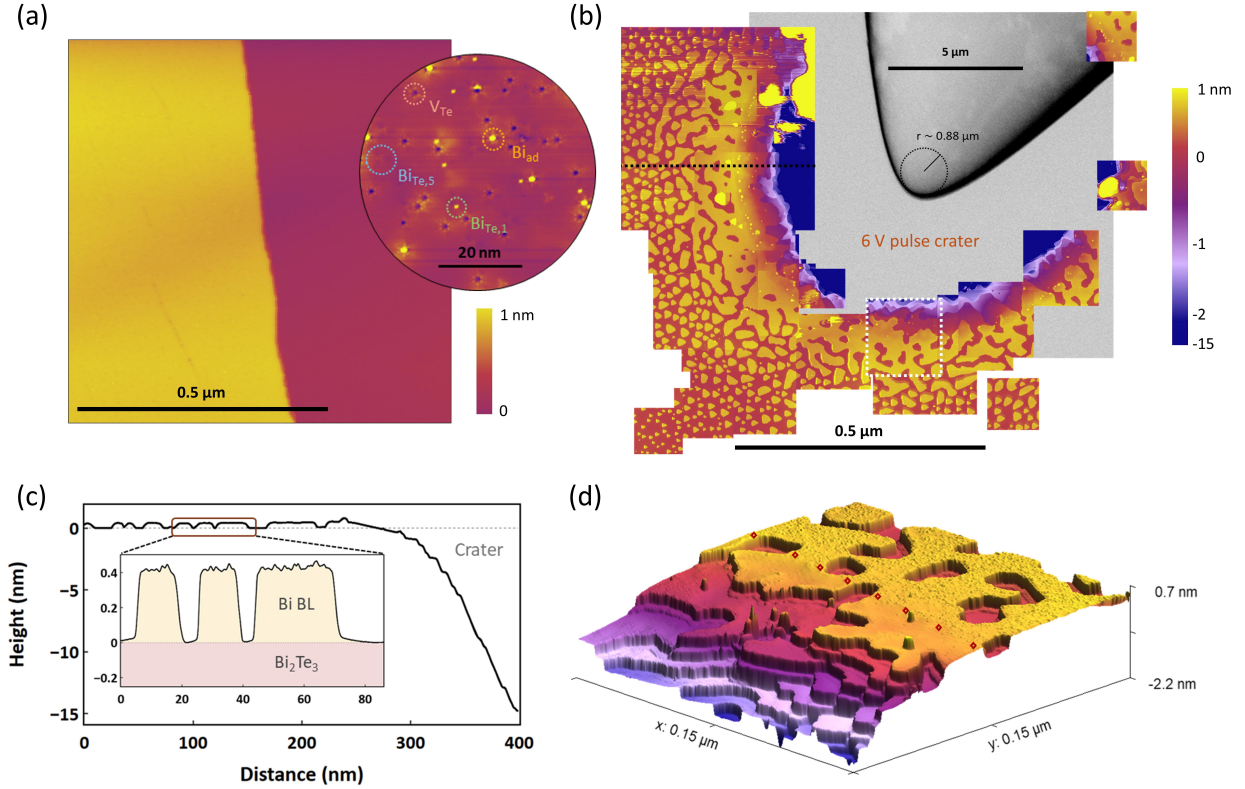 (a)
V_Te
Bi_ad
Bi_Te,5
Bi_Te,1
20 nm
1 nm
0
0.5 µm
(b)
5 µm
r ~ 0.88 µm
6 V pulse crater
0.5 µm
1 nm
0
-1
-2
-15
(c)
Height (nm)
0
−5
−10
−15
Crater
0.4
0.2
0
−0.2
Bi BL
Bi₂Te₃
0 20 40 60 80
0 100 200 300 400
Distance (nm)
(d)
0.7 nm
-2.2 nm
x: 0.15 µm
y: 0.15 µm